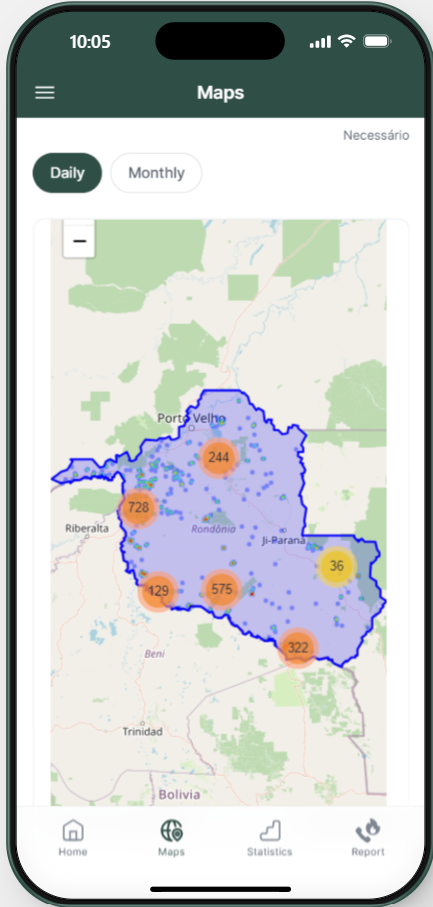 10:05
Maps
Necessário
Daily
Monthly
−
Porto Velho
244
728
Riberalta
Rondônia
Ji-Paraná
36
129
575
322
Beni
Trinidad
Bolivia
Home
Maps
Statistics
Report